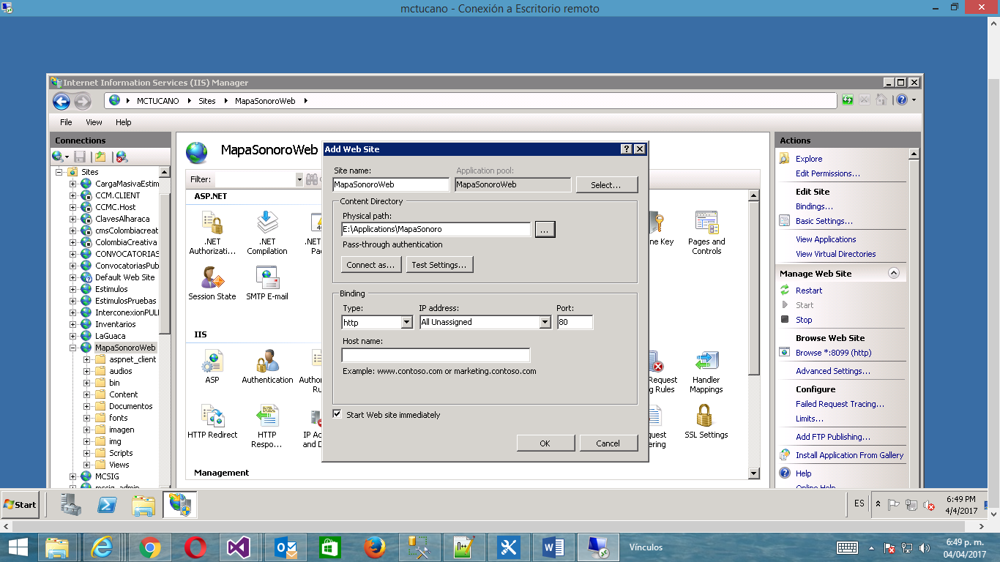 mctucano - Conexión a Escritorio remoto
Internet Information Services (IIS) Manager
MCTUCANO
Sites
MapaSonoroWeb
File
View
Help
Connections
Sites
CargaMasivaEstim
CCM.CLIENT
CCMC.Host
ClavesAlharaca
cmsColombiacreat
ColombiaCreativa
CONVOCATORIAS
ConvocatoriasPub
Default Web Site
Estimulos
EstimulosPruebas
InterconexionPULI
Inventarios
LaGuaca
MapaSonoroWeb
aspnet_client
audios
bin
Content
Documentos
fonts
imagen
img
Scripts
Views
MCSIG
mcsig_admin
MapaSonoroWeb
Filter:
ASP.NET
.NET
Authorizati...
.NET
Compilation
.NET
Pag
ne Key
Pages and
Controls
Session State
SMTP E-mail
IIS
ASP
Authentication
Autho
Ru
Request
ng Rules
Handler
Mappings
HTTP Redirect
HTTP
Respo...
IP Ac
and D
quest
ering
SSL Settings
Management
Add Web Site
Site name:
Application pool:
MapaSonoroWeb
MapaSonoroWeb
Select...
Content Directory
Physical path:
E:\Applications\MapaSonoro
...
Pass-through authentication
Connect as...
Test Settings...
Binding
Type:
IP address:
Port:
http
All Unassigned
80
Host name:
Example: www.contoso.com or marketing.contoso.com
Start Web site immediately
OK
Cancel
Actions
Explore
Edit Permissions...
Edit Site
Bindings...
Basic Settings...
View Applications
View Virtual Directories
Manage Web Site
Restart
Start
Stop
Browse Web Site
Browse *:8099 (http)
Advanced Settings...
Configure
Failed Request Tracing...
Limits...
Add FTP Publishing...
Install Application From Gallery
Help
Online Help
Start
ES
6:49 PM
4/4/2017
Vínculos
6:49 p. m.
04/04/2017